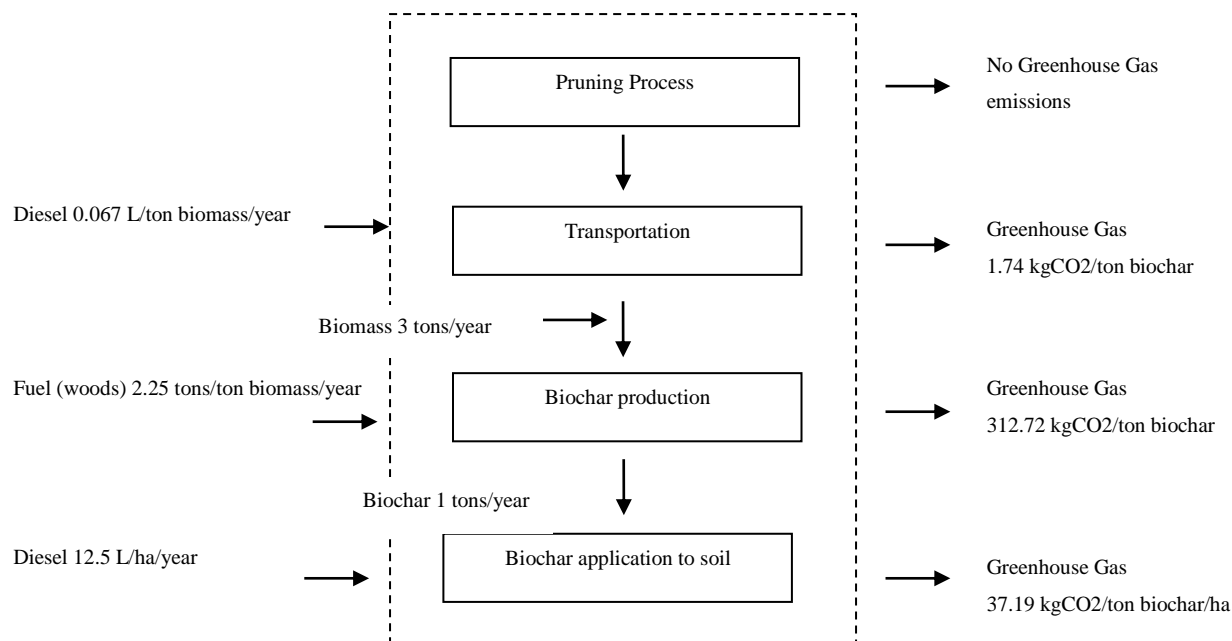 Pruning Process
No Greenhouse Gas
emissions
Diesel 0.067 L/ton biomass/year
Transportation
Greenhouse Gas
1.74 kgCO2/ton biochar
Biomass 3 tons/year
Fuel (woods) 2.25 tons/ton biomass/year
Biochar production
Greenhouse Gas
312.72 kgCO2/ton biochar
Biochar 1 tons/year
Diesel 12.5 L/ha/year
Biochar application to soil
Greenhouse Gas
37.19 kgCO2/ton biochar/ha